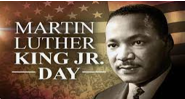 MARTIN
LUTHER
KING JR.
DAY